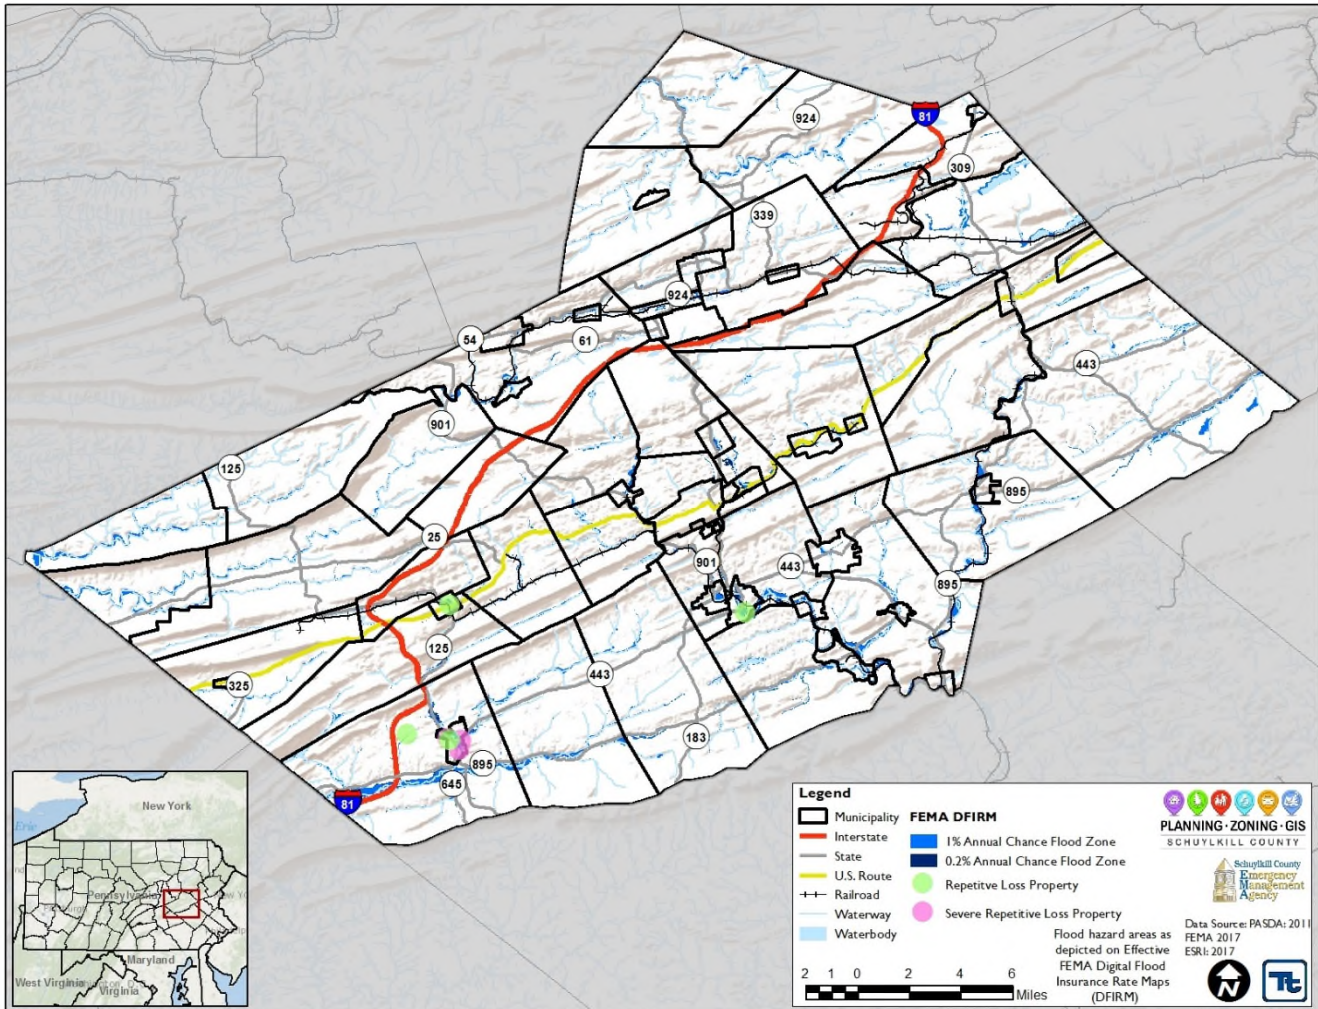 924
81
309
339
924
54
61
443
901
125
895
25
901
443
895
125
443
325
183
895
645
81
New York
Erie
Pennsylvania
Maryland
West Virginia
Virginia
Legend
Municipality
Interstate
State
U.S. Route
Railroad
Waterway
Waterbody
FEMA DFIRM
1% Annual Chance Flood Zone
0.2% Annual Chance Flood Zone
Repetitive Loss Property
Severe Repetitive Loss Property
Flood hazard areas as
depicted on Effective
FEMA Digital Flood
Insurance Rate Maps
(DFIRM)
2 1 0 2 4 6
Miles
PLANNING·ZONING·GIS
SCHUYLKILL COUNTY
Schuylkill County
Emergency
Management
Agency
Data Source: PASDA: 2011
FEMA 2017
ESRI: 2017
N
Tt